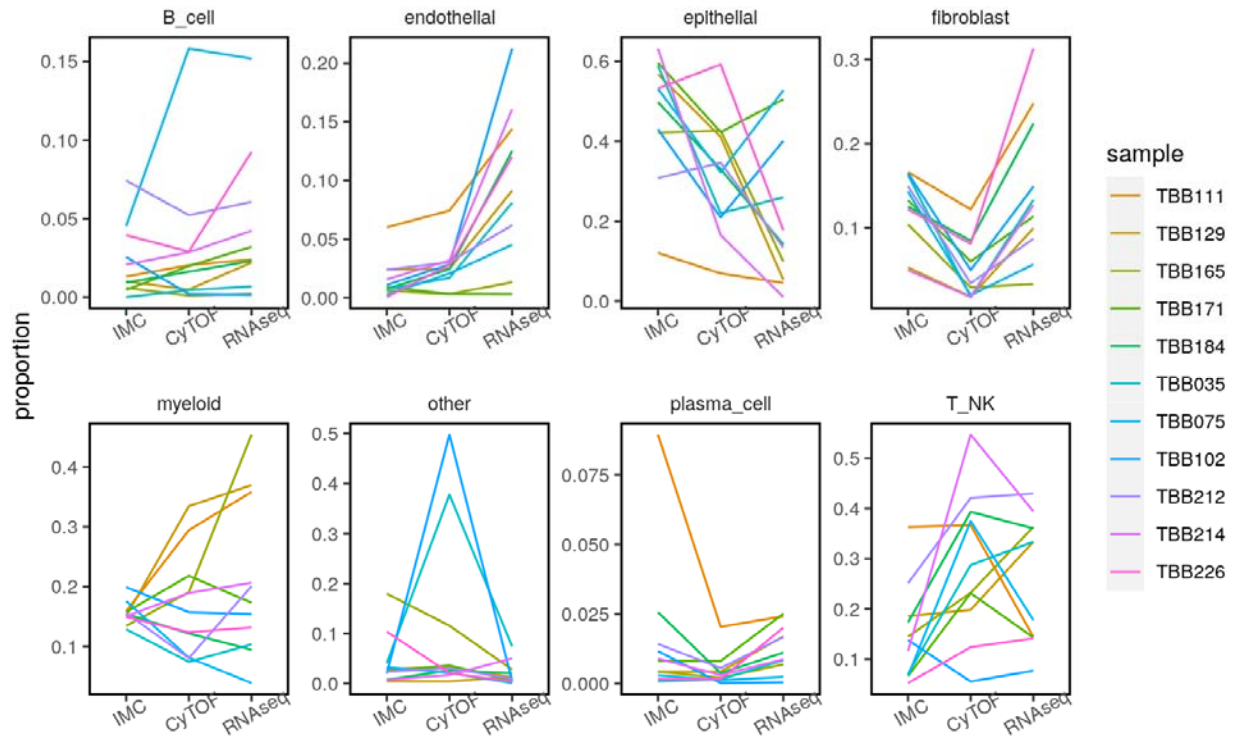 B_cell endothelial epithelial fibroblast
0.15 0.20 0.6 0.3
0.10 0.15 0.4 0.2
0.05 0.10 0.2 0.1
0.00 0.05 0.0
0.00
IMC CyTOF RNAseq IMC CyTOF RNAseq IMC CyTOF RNAseq IMC CyTOF RNAseq
proportion
myeloid other plasma_cell T_NK
0.4 0.5 0.075 0.5
0.3 0.4 0.050 0.4
0.2 0.3 0.025 0.3
0.1 0.2 0.000 0.2
0.1 0.1
0.0
IMC CyTOF RNAseq IMC CyTOF RNAseq IMC CyTOF RNAseq IMC CyTOF RNAseq
sample
TBB111
TBB129
TBB165
TBB171
TBB184
TBB035
TBB075
TBB102
TBB212
TBB214
TBB226